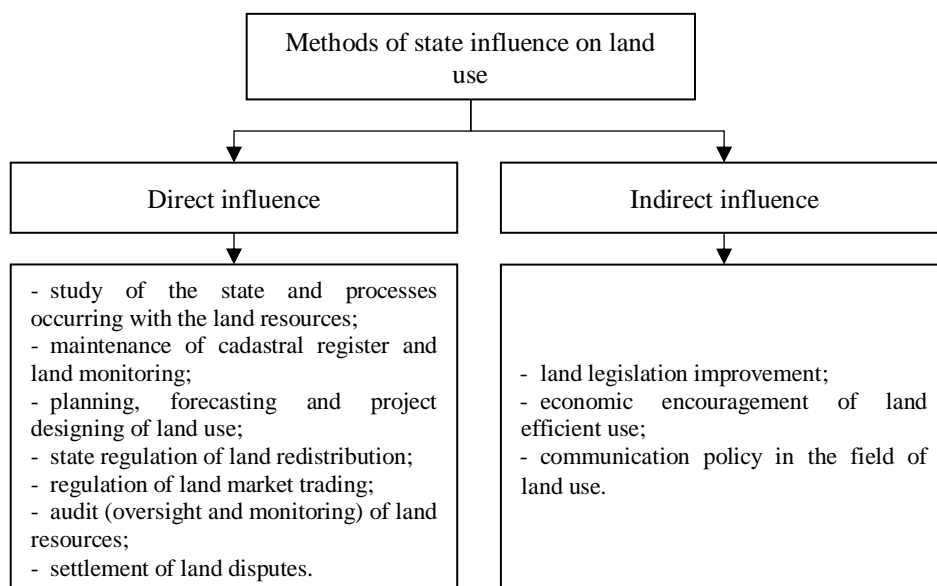 Methods of state influence on land
use
Direct influence
Indirect influence
- study of the state and processes
occurring with the land resources;
- maintenance of cadastral register and
land monitoring;
- planning, forecasting and project
designing of land use;
- state regulation of land redistribution;
- regulation of land market trading;
- audit (oversight and monitoring) of land
resources;
- settlement of land disputes.
- land legislation improvement;
- economic encouragement of land
efficient use;
- communication policy in the field of
land use.